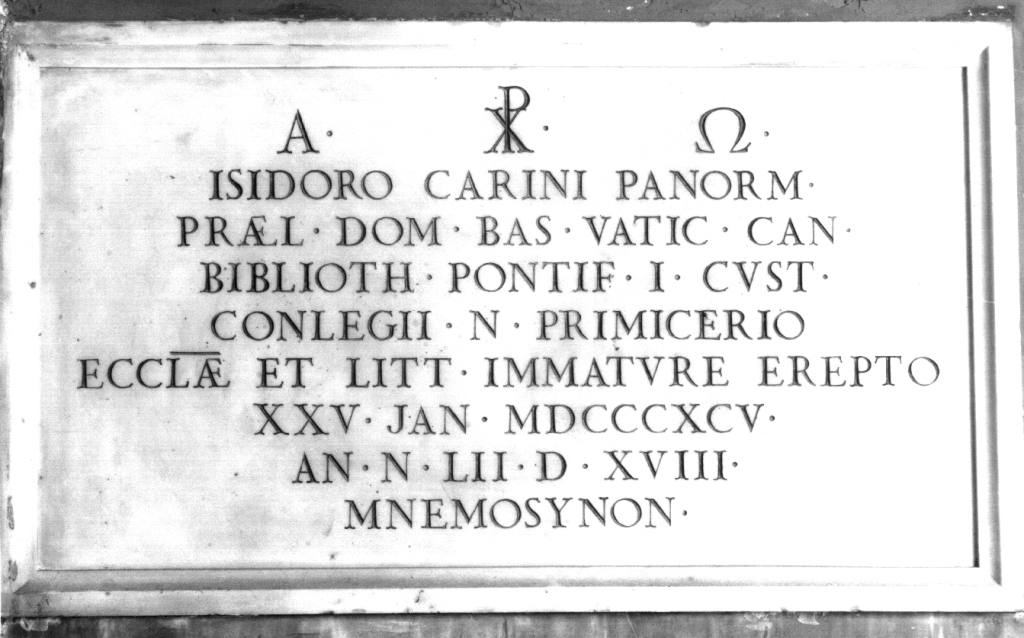 Α · ☧ · Ω ·
ISIDORO CARINI PANORM ·
PRÆL · DOM · BAS · VATIC · CAN ·
BIBLIOTH · PONTIF · I · CVST ·
CONLEGII · N · PRIMICERIO
ECCLÆ ET LITT · IMMATVRE EREPTO
XXV · JAN · MDCCCXCV ·
AN · N · LII · D · XVIII ·
MNEMOSYNON ·